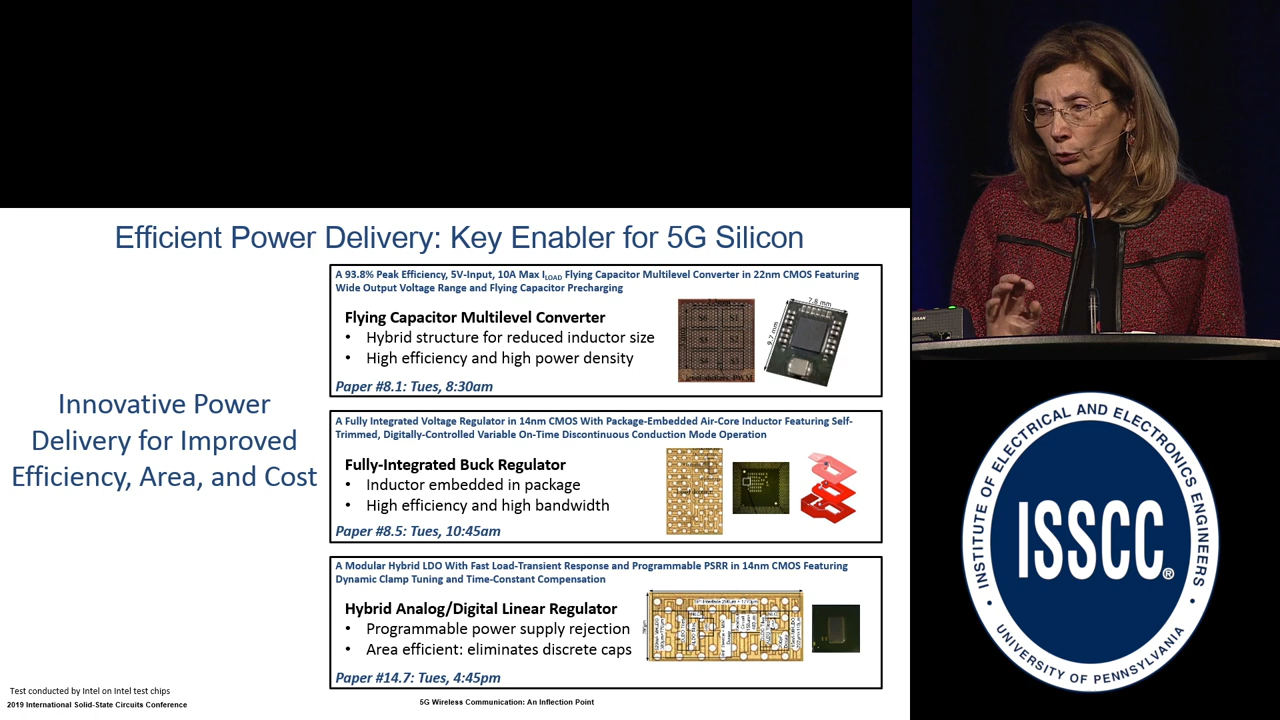 Efficient Power Delivery: Key Enabler for 5G Silicon
Innovative Power
Delivery for Improved
Efficiency, Area, and Cost
A 93.8% Peak Efficiency, 5V-Input, 10A Max ILOAD Flying Capacitor Multilevel Converter in 22nm CMOS Featuring
Wide Output Voltage Range and Flying Capacitor Precharging
Flying Capacitor Multilevel Converter
• Hybrid structure for reduced inductor size
• High efficiency and high power density
Paper #8.1: Tues, 8:30am
7.8 mm
9.7 mm
A Fully Integrated Voltage Regulator in 14nm CMOS With Package-Embedded Air-Core Inductor Featuring Self-
Trimmed, Digitally-Controlled Variable On-Time Discontinuous Conduction Mode Operation
Fully-Integrated Buck Regulator
• Inductor embedded in package
• High efficiency and high bandwidth
Paper #8.5: Tues, 10:45am
A Modular Hybrid LDO With Fast Load-Transient Response and Programmable PSRR in 14nm CMOS Featuring
Dynamic Clamp Tuning and Time-Constant Compensation
Hybrid Analog/Digital Linear Regulator
• Programmable power supply rejection
• Area efficient: eliminates discrete caps
Paper #14.7: Tues, 4:45pm
Test conducted by Intel on Intel test chips
2019 International Solid-State Circuits Conference
5G Wireless Communication: An Inflection Point
INSTITUTE OF ELECTRICAL AND ELECTRONICS ENGINEERS
ISSCC®
• UNIVERSITY OF PENNSYLVANIA •